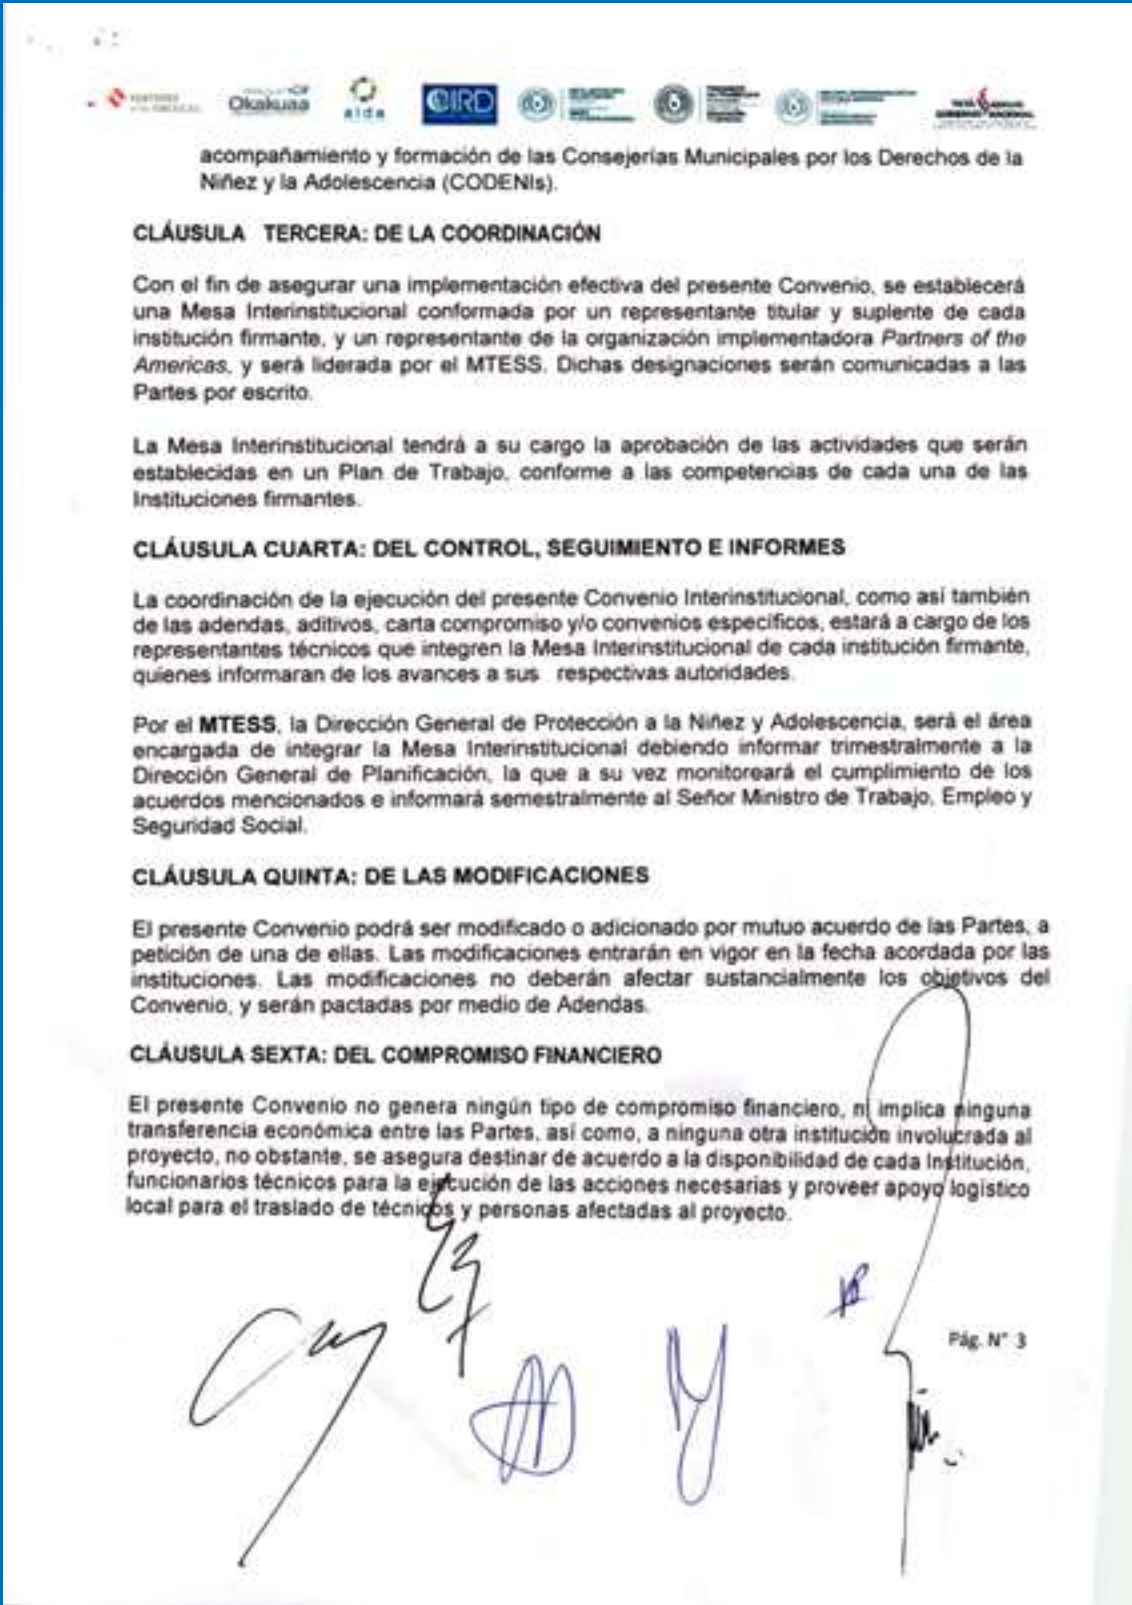 Okakuaa
aida
CIRD
acompañamiento y formación de las Consejerías Municipales por los Derechos de la
Niñez y la Adolescencia (CODENIs).
CLÁUSULA TERCERA: DE LA COORDINACIÓN
Con el fin de asegurar una implementación efectiva del presente Convenio, se establecerá
una Mesa Interinstitucional conformada por un representante titular y suplente de cada
institución firmante, y un representante de la organización implementadora Partners of the
Americas, y será liderada por el MTESS. Dichas designaciones serán comunicadas a las
Partes por escrito.
La Mesa Interinstitucional tendrá a su cargo la aprobación de las actividades que serán
establecidas en un Plan de Trabajo, conforme a las competencias de cada una de las
Instituciones firmantes.
CLÁUSULA CUARTA: DEL CONTROL, SEGUIMIENTO E INFORMES
La coordinación de la ejecución del presente Convenio Interinstitucional, como así también
de las adendas, aditivos, carta compromiso y/o convenios específicos, estará a cargo de los
representantes técnicos que integren la Mesa Interinstitucional de cada institución firmante,
quienes informaran de los avances a sus respectivas autoridades.
Por el MTESS, la Dirección General de Protección a la Niñez y Adolescencia, será el área
encargada de integrar la Mesa Interinstitucional debiendo informar trimestralmente a la
Dirección General de Planificación, la que a su vez monitoreará el cumplimiento de los
acuerdos mencionados e informará semestralmente al Señor Ministro de Trabajo, Empleo y
Seguridad Social.
CLÁUSULA QUINTA: DE LAS MODIFICACIONES
El presente Convenio podrá ser modificado o adicionado por mutuo acuerdo de las Partes, a
petición de una de ellas. Las modificaciones entrarán en vigor en la fecha acordada por las
instituciones. Las modificaciones no deberán afectar sustancialmente los objetivos del
Convenio, y serán pactadas por medio de Adendas.
CLÁUSULA SEXTA: DEL COMPROMISO FINANCIERO
El presente Convenio no genera ningún tipo de compromiso financiero, ni implica ninguna
transferencia económica entre las Partes, así como, a ninguna otra institución involucrada al
proyecto, no obstante, se asegura destinar de acuerdo a la disponibilidad de cada Institución,
funcionarios técnicos para la ejecución de las acciones necesarias y proveer apoyo logístico
local para el traslado de técnicos y personas afectadas al proyecto.
Pág. N° 3